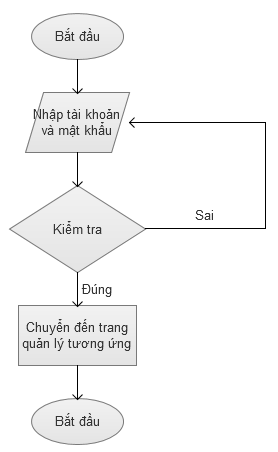 Bắt đầu
Nhập tài khoản
và mật khẩu
Kiểm tra
Sai
Đúng
Chuyển đến trang
quản lý tương ứng
Bắt đầu